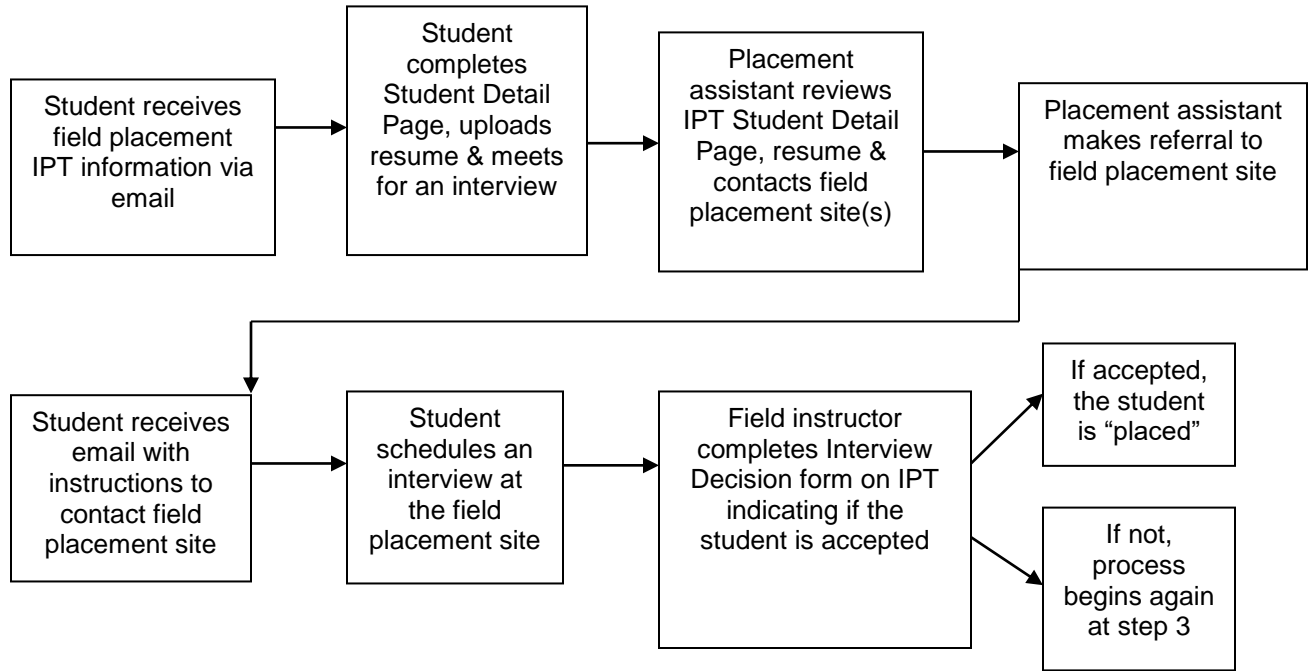 Student receives
field placement
IPT information via
email
Student
completes
Student Detail
Page, uploads
resume & meets
for an interview
Placement
assistant reviews
IPT Student Detail
Page, resume &
contacts field
placement site(s)
Placement assistant
makes referral to
field placement site
Student receives
email with
instructions to
contact field
placement site
Student
schedules an
interview at
the field
placement site
Field instructor
completes Interview
Decision form on IPT
indicating if the
student is accepted
If accepted,
the student
is “placed”
If not,
process
begins again
at step 3